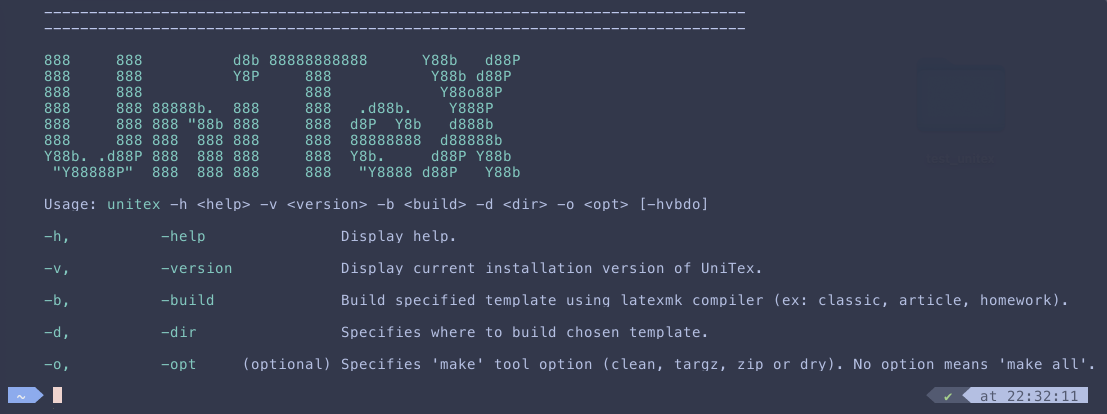 ------------------------------------------------------------------------------
------------------------------------------------------------------------------
888     888          d8b 88888888888      Y88b   d88P
888     888          Y8P     888           Y88b d88P
888     888                  888            Y88o88P
888     888 88888b.  888     888   .d88b.    Y888P
888     888 888 "88b 888     888  d8P  Y8b   d888b
888     888 888  888 888     888  88888888  d88888b
Y88b. .d88P 888  888 888     888  Y8b.     d88P Y88b
 "Y88888P"  888  888 888     888   "Y8888 d88P   Y88b
Usage: unitex -h <help> -v <version> -b <build> -d <dir> -o <opt> [-hvbdo]
-h,          -help               Display help.
-v,          -version            Display current installation version of UniTex.
-b,          -build              Build specified template using latexmk compiler (ex: classic, article, homework).
-d,          -dir                Specifies where to build chosen template.
-o,          -opt     (optional) Specifies 'make' tool option (clean, targz, zip or dry). No option means 'make all'.
~ ✔ at 22:32:11